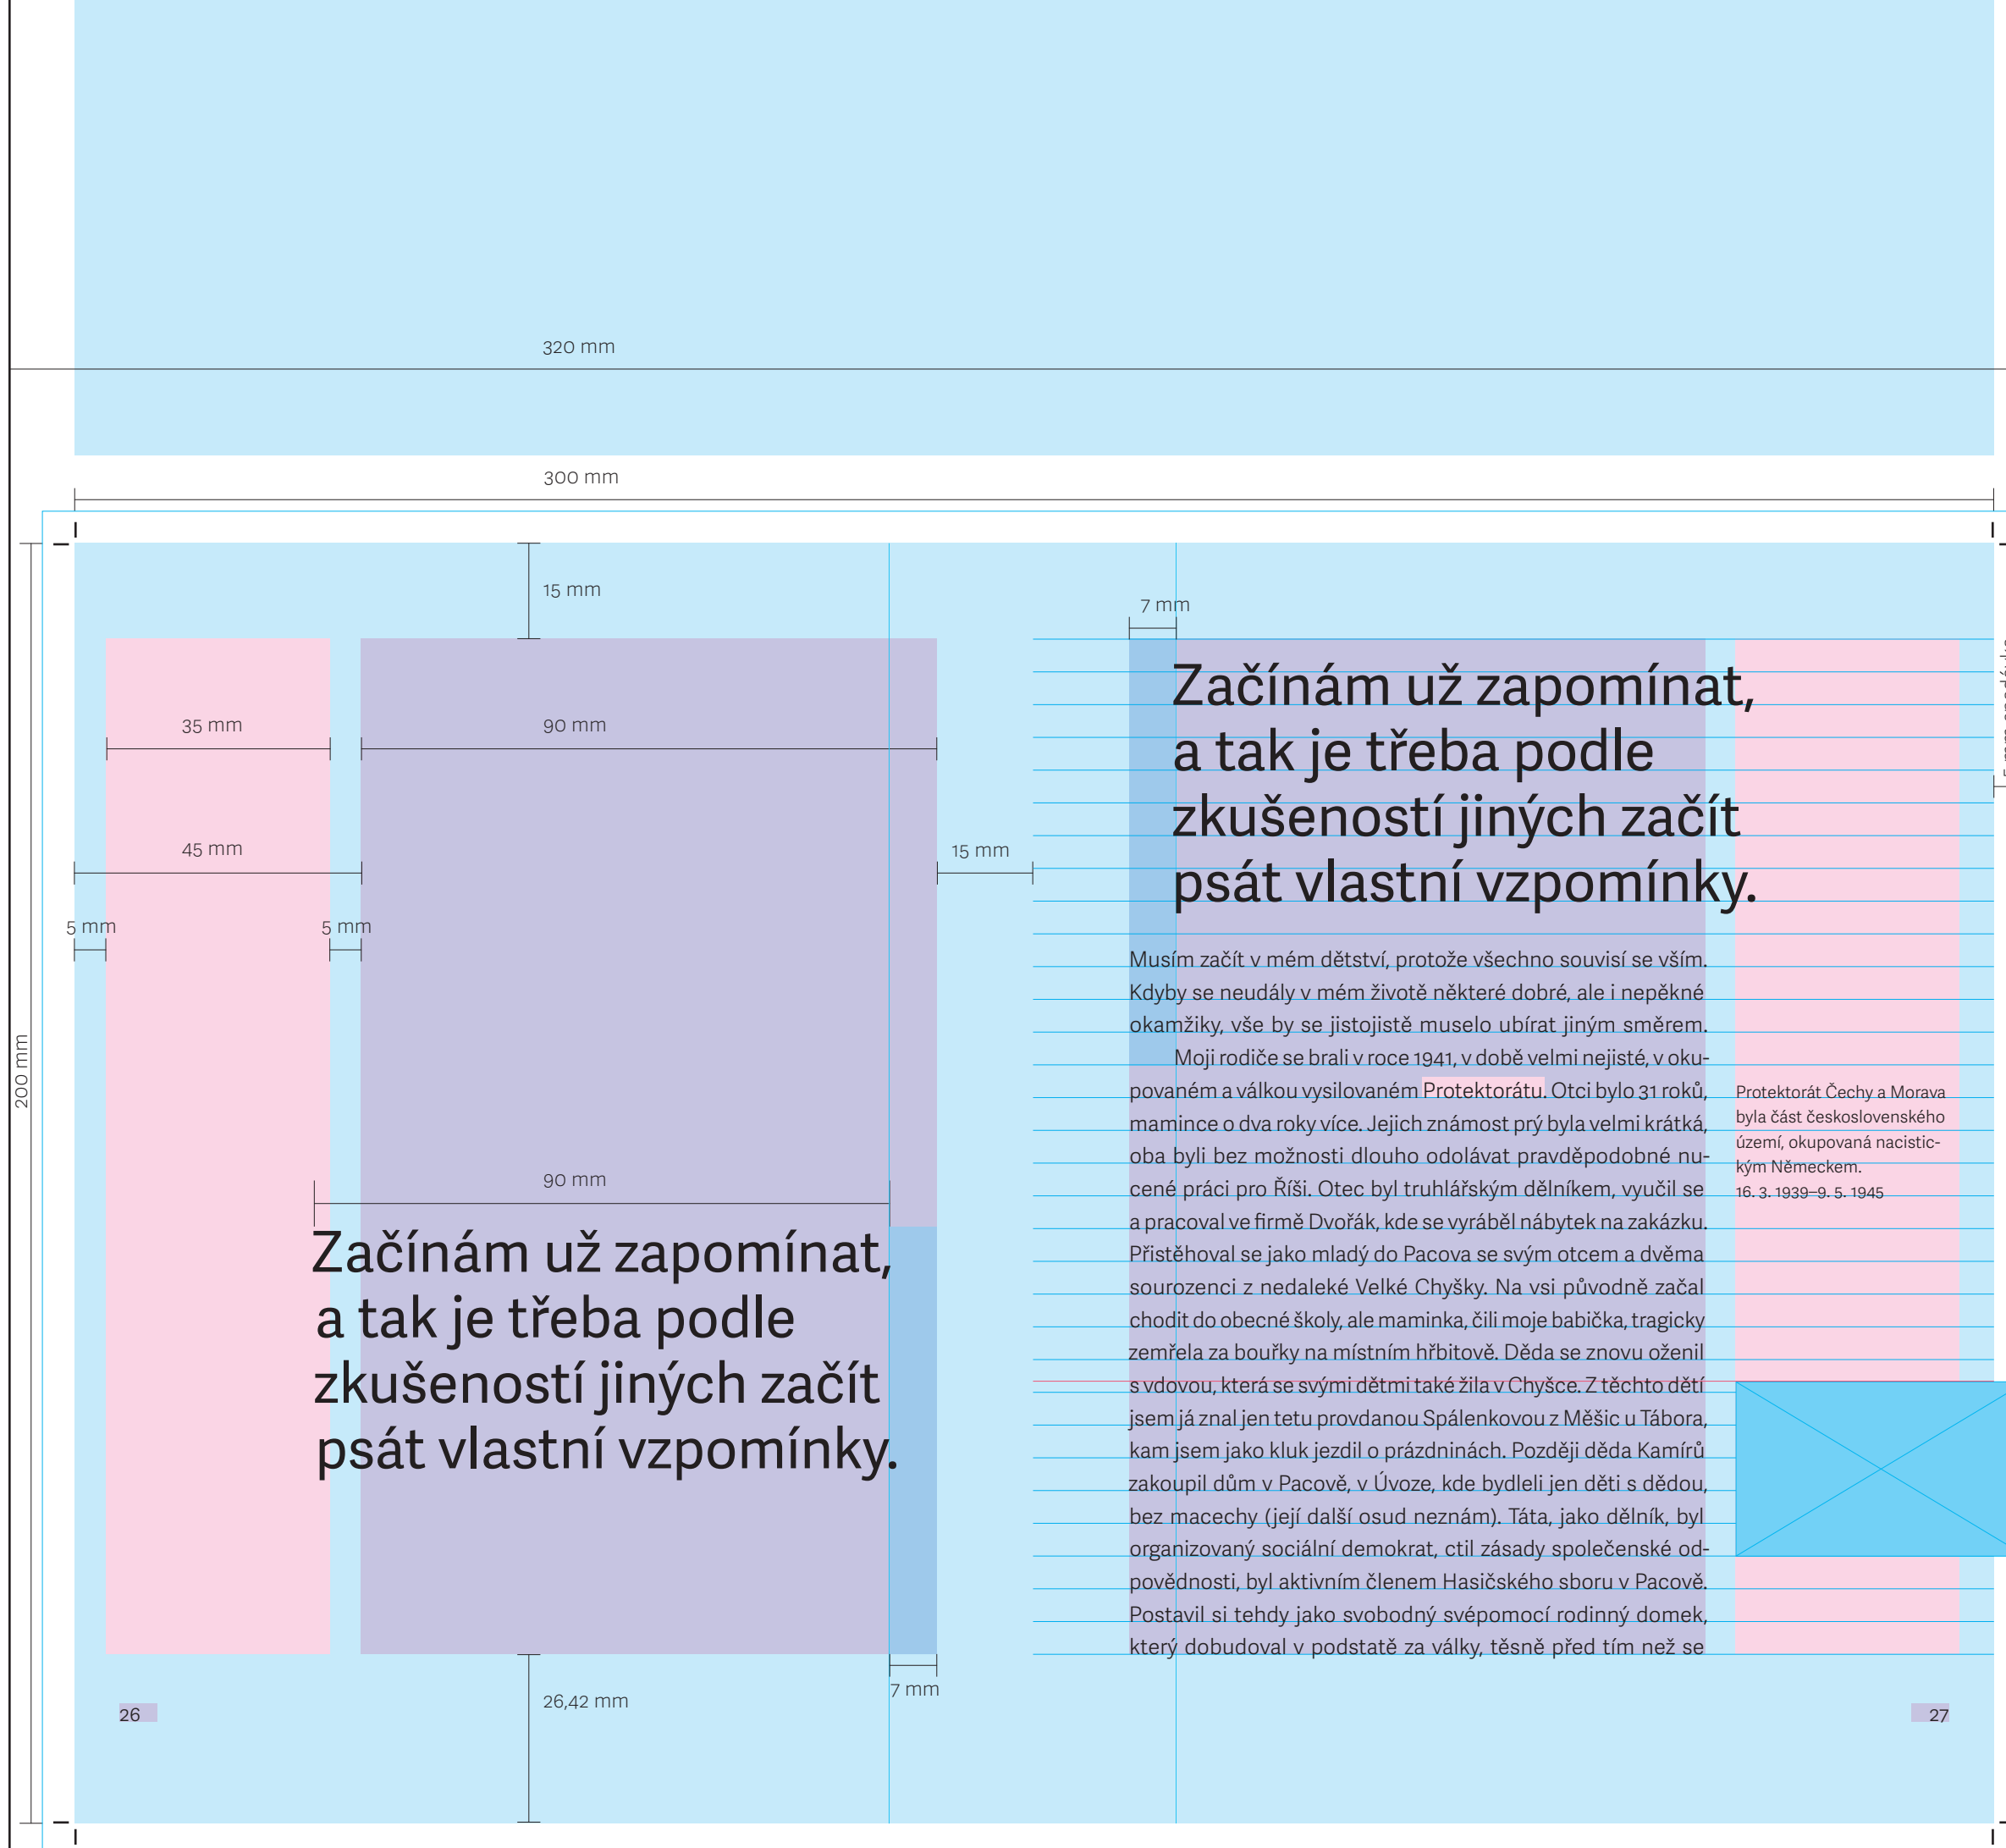 320 mm
300 mm
15 mm
7 mm
35 mm
90 mm
45 mm
15 mm
5 mm
5 mm
200 mm
90 mm
Začínám už zapomínat,
a tak je třeba podle
zkušeností jiných začít
psát vlastní vzpomínky.
26,42 mm
7 mm
26
Začínám už zapomínat,
a tak je třeba podle
zkušeností jiných začít
psát vlastní vzpomínky.
Musím začít v mém dětství, protože všechno souvisí se vším.
Kdyby se neudály v mém životě některé dobré, ale i nepěkné
okamžiky, vše by se jistojistě muselo ubírat jiným směrem.
Moji rodiče se brali v roce 1941, v době velmi nejisté, v oku-
povaném a válkou vysilovaném Protektorátu. Otci bylo 31 roků,
mamince o dva roky více. Jejich známost prý byla velmi krátká,
oba byli bez možnosti dlouho odolávat pravděpodobné nu-
cené práci pro Říši. Otec byl truhlářským dělníkem, vyučil se
a pracoval ve firmě Dvořák, kde se vyráběl nábytek na zakázku.
Přistěhoval se jako mladý do Pacova se svým otcem a dvěma
sourozenci z nedaleké Velké Chyšky. Na vsi původně začal
chodit do obecné školy, ale maminka, čili moje babička, tragicky
zemřela za bouřky na místním hřbitově. Děda se znovu oženil
s vdovou, která se svými dětmi také žila v Chyšce. Z těchto dětí
jsem já znal jen tetu provdanou Spálenkovou z Měšic u Tábora,
kam jsem jako kluk jezdil o prázdninách. Později děda Kamírů
zakoupil dům v Pacově, v Úvoze, kde bydleli jen děti s dědou,
bez macechy (její další osud neznám). Táta, jako dělník, byl
organizovaný sociální demokrat, ctil zásady společenské od-
povědnosti, byl aktivním členem Hasičského sboru v Pacově.
Postavil si tehdy jako svobodný svépomocí rodinný domek,
který dobudoval v podstatě za války, těsně před tím než se
Protektorát Čechy a Morava
byla část československého
území, okupovaná nacistic-
kým Německem.
16. 3. 1939–9. 5. 1945
27